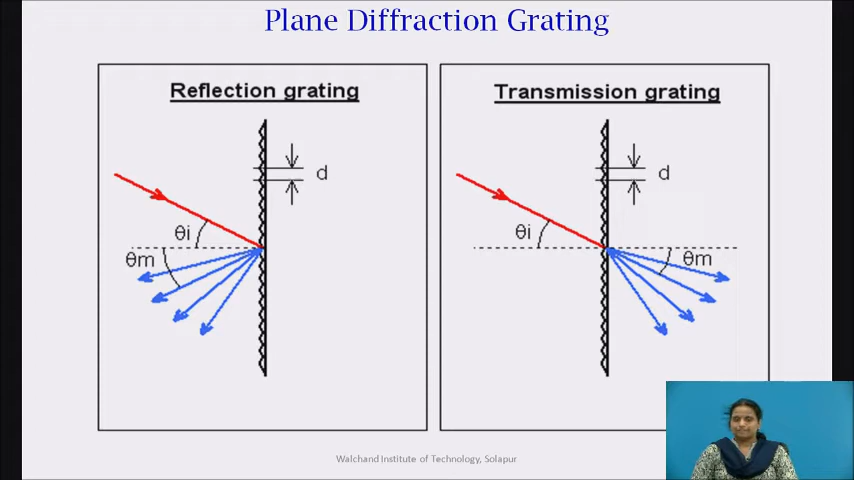 Plane Diffraction Grating
Reflection grating
d
θi
θm
Transmission grating
d
θi
θm
Walchand Institute of Technology, Solapur